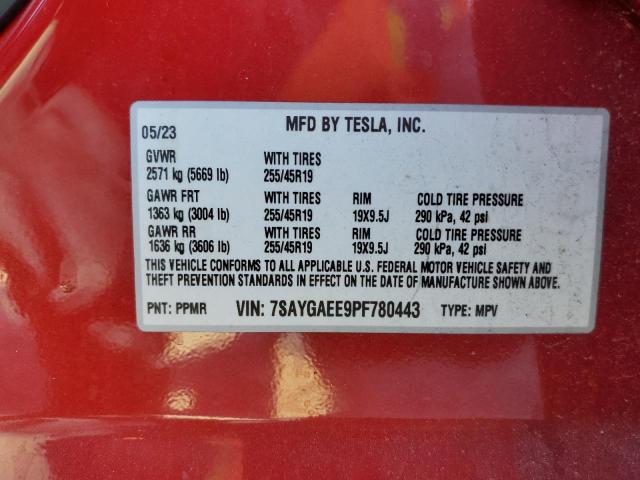 05/23 MFD BY TESLA, INC.
GVWR WITH TIRES
2571 kg (5669 lb) 255/45R19
GAWR FRT WITH TIRES RIM COLD TIRE PRESSURE
1363 kg (3004 lb) 255/45R19 19X9.5J 290 kPa, 42 psi
GAWR RR WITH TIRES RIM COLD TIRE PRESSURE
1636 kg (3606 lb) 255/45R19 19X9.5J 290 kPa, 42 psi
THIS VEHICLE CONFORMS TO ALL APPLICABLE U.S. FEDERAL MOTOR VEHICLE SAFETY AND
THEFT PREVENTION STANDARDS IN EFFECT ON THE DATE OF MANUFACTURE SHOWN ABOVE.
PNT: PPMR VIN: 7SAYGAEE9PF780443 TYPE: MPV